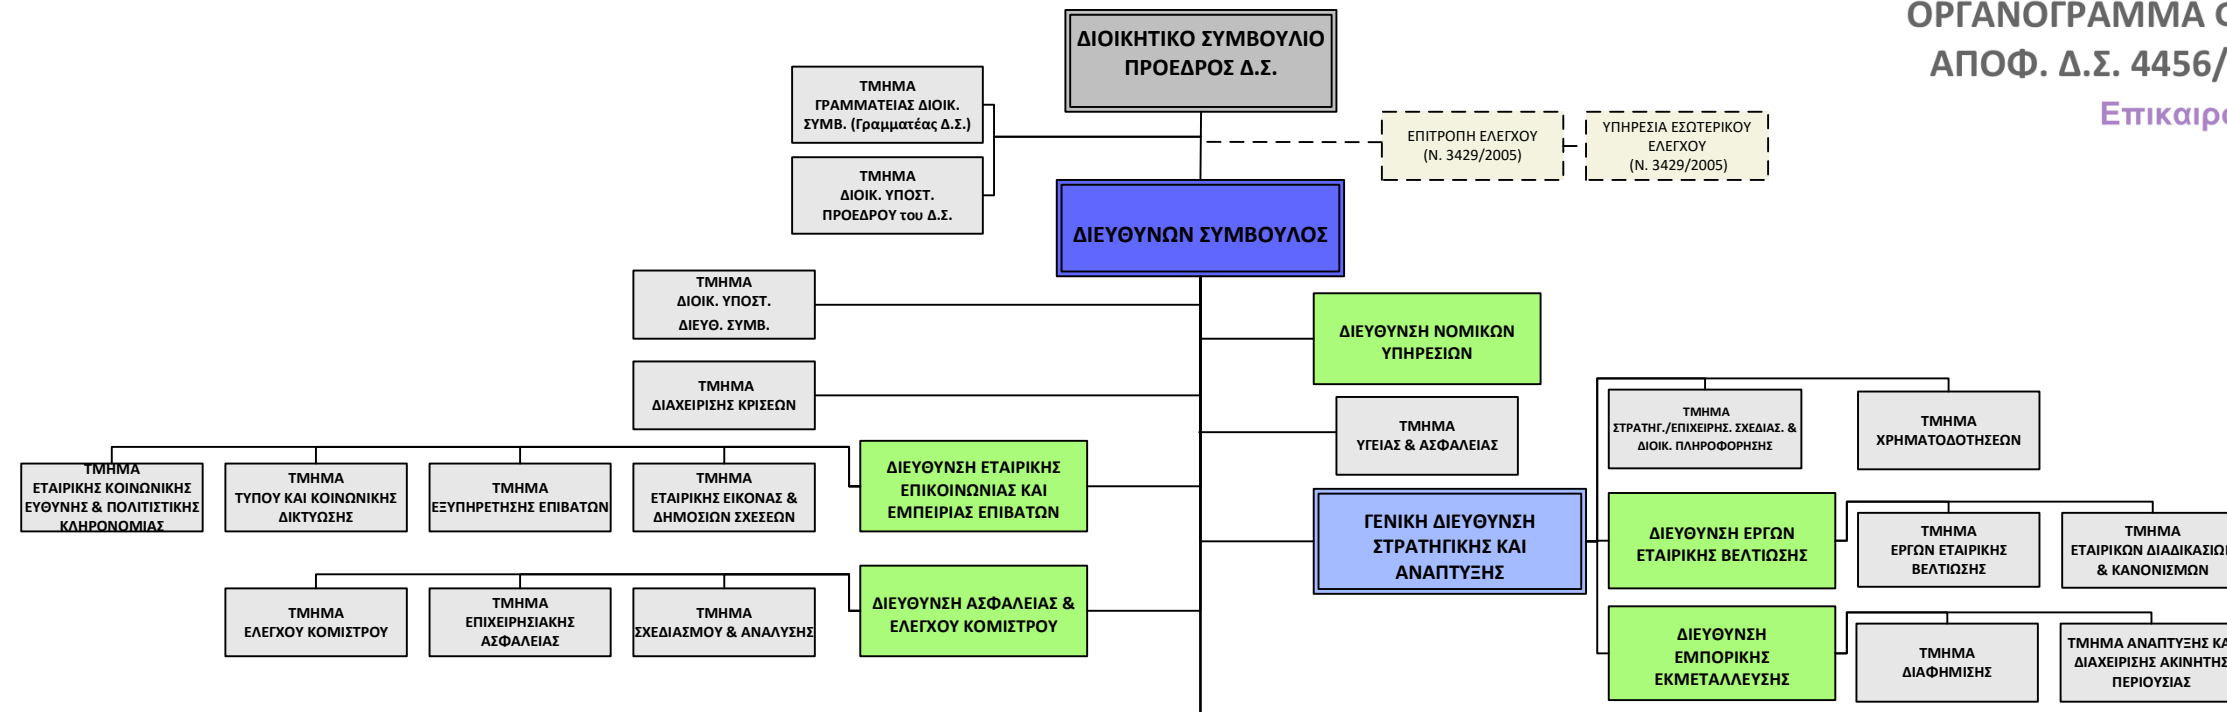 ΟΡΓΑΝΟΓΡΑΜΜΑ
ΑΠΟΦ. Δ.Σ. 4456/
ΔΙΟΙΚΗΤΙΚΟ ΣΥΜΒΟΥΛΙΟ
ΠΡΟΕΔΡΟΣ Δ.Σ.
ΤΜΗΜΑ
ΓΡΑΜΜΑΤΕΙΑΣ ΔΙΟΙΚ.
ΣΥΜΒ. (Γραμματέας Δ.Σ.)
ΤΜΗΜΑ
ΔΙΟΙΚ. ΥΠΟΣΤ.
ΠΡΟΕΔΡΟΥ του Δ.Σ.
ΕΠΙΤΡΟΠΗ ΕΛΕΓΧΟΥ
(Ν. 3429/2005)
ΥΠΗΡΕΣΙΑ ΕΣΩΤΕΡΙΚΟΥ
ΕΛΕΓΧΟΥ
(Ν. 3429/2005)
ΔΙΕΥΘΥΝΩΝ ΣΥΜΒΟΥΛΟΣ
ΤΜΗΜΑ
ΔΙΟΙΚ. ΥΠΟΣΤ.
ΔΙΕΥΘ. ΣΥΜΒ.
ΔΙΕΥΘΥΝΣΗ ΝΟΜΙΚΩΝ
ΥΠΗΡΕΣΙΩΝ
ΤΜΗΜΑ
ΔΙΑΧΕΙΡΙΣΗΣ ΚΡΙΣΕΩΝ
ΤΜΗΜΑ
ΥΓΕΙΑΣ & ΑΣΦΑΛΕΙΑΣ
ΤΜΗΜΑ
ΣΤΡΑΤΗΓ./ΕΠΙΧΕΙΡΗΣ. ΣΧΕΔΙΑΣ. &
ΔΙΟΙΚ. ΠΛΗΡΟΦΟΡΗΣΗΣ
ΤΜΗΜΑ
ΧΡΗΜΑΤΟΔΟΤΗΣΕΩΝ
ΤΜΗΜΑ
ΕΤΑΙΡΙΚΗΣ ΚΟΙΝΩΝΙΚΗΣ
ΕΥΘΥΝΗΣ & ΠΟΛΙΤΙΣΤΙΚΗΣ
ΚΛΗΡΟΝΟΜΙΑΣ
ΤΜΗΜΑ
ΤΥΠΟΥ ΚΑΙ ΚΟΙΝΩΝΙΚΗΣ
ΔΙΚΤΥΩΣΗΣ
ΤΜΗΜΑ
ΕΞΥΠΗΡΕΤΗΣΗΣ ΕΠΙΒΑΤΩΝ
ΤΜΗΜΑ
ΕΤΑΙΡΙΚΗΣ ΕΙΚΟΝΑΣ &
ΔΗΜΟΣΙΩΝ ΣΧΕΣΕΩΝ
ΔΙΕΥΘΥΝΣΗ ΕΤΑΙΡΙΚΗΣ
ΕΠΙΚΟΙΝΩΝΙΑΣ ΚΑΙ
ΕΜΠΕΙΡΙΑΣ ΕΠΙΒΑΤΩΝ
ΓΕΝΙΚΗ ΔΙΕΥΘΥΝΣΗ
ΣΤΡΑΤΗΓΙΚΗΣ ΚΑΙ
ΑΝΑΠΤΥΞΗΣ
ΔΙΕΥΘΥΝΣΗ ΕΡΓΩΝ
ΕΤΑΙΡΙΚΗΣ ΒΕΛΤΙΩΣΗΣ
ΤΜΗΜΑ
ΕΡΓΩΝ ΕΤΑΙΡΙΚΗΣ
ΒΕΛΤΙΩΣΗΣ
ΤΜΗΜΑ
ΕΤΑΙΡΙΚΩΝ
& ΚΑΝΟΝΙΣΜΩΝ
ΤΜΗΜΑ
ΕΛΕΓΧΟΥ ΚΟΜΙΣΤΡΟΥ
ΤΜΗΜΑ
ΕΠΙΧΕΙΡΗΣΙΑΚΗΣ
ΑΣΦΑΛΕΙΑΣ
ΤΜΗΜΑ
ΣΧΕΔΙΑΣΜΟΥ & ΑΝΑΛΥΣΗΣ
ΔΙΕΥΘΥΝΣΗ ΑΣΦΑΛΕΙΑΣ &
ΕΛΕΓΧΟΥ ΚΟΜΙΣΤΡΟΥ
ΔΙΕΥΘΥΝΣΗ
ΕΜΠΟΡΙΚΗΣ
ΕΚΜΕΤΑΛΛΕΥΣΗΣ
ΤΜΗΜΑ
ΔΙΑΦΗΜΙΣΗΣ
ΤΜΗΜΑ ΑΝΑΠΤΥΞΗΣ
ΔΙΑΧΕΙΡΙΣΗΣ ΑΚΙΝΗΤΗΣ
ΠΕΡΙΟΥΣΙΑΣ